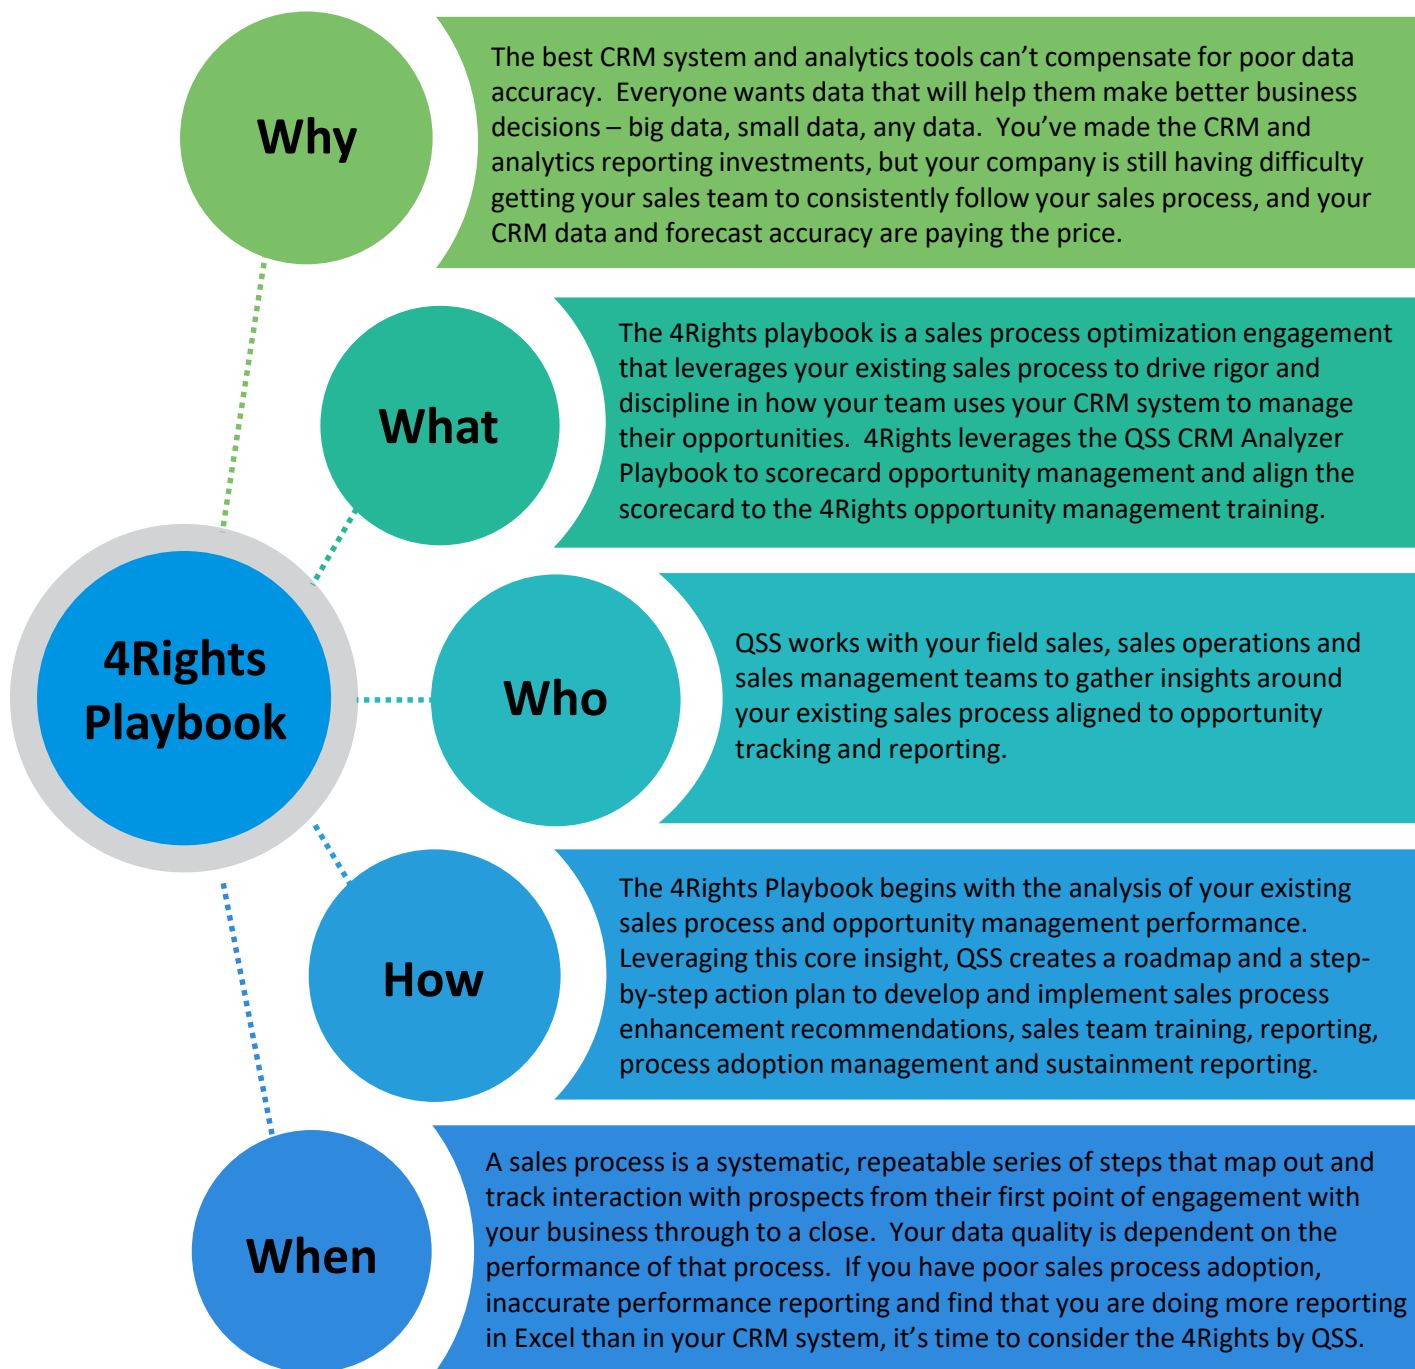 Why
The best CRM system and analytics tools can’t compensate for poor data
accuracy.  Everyone wants data that will help them make better business
decisions – big data, small data, any data.  You’ve made the CRM and
analytics reporting investments, but your company is still having difficulty
getting your sales team to consistently follow your sales process, and your
CRM data and forecast accuracy are paying the price.
What
The 4Rights playbook is a sales process optimization engagement
that leverages your existing sales process to drive rigor and
discipline in how your team uses your CRM system to manage
their opportunities.  4Rights leverages the QSS CRM Analyzer
Playbook to scorecard opportunity management and align the
scorecard to the 4Rights opportunity management training.
4Rights
Playbook
Who
QSS works with your field sales, sales operations and
sales management teams to gather insights around
your existing sales process aligned to opportunity
tracking and reporting.
How
The 4Rights Playbook begins with the analysis of your existing
sales process and opportunity management performance.
Leveraging this core insight, QSS creates a roadmap and a step-
by-step action plan to develop and implement sales process
enhancement recommendations, sales team training, reporting,
process adoption management and sustainment reporting.
When
A sales process is a systematic, repeatable series of steps that map out and
track interaction with prospects from their first point of engagement with
your business through to a close.  Your data quality is dependent on the
performance of that process.  If you have poor sales process adoption,
inaccurate performance reporting and find that you are doing more reporting
in Excel than in your CRM system, it’s time to consider the 4Rights by QSS.